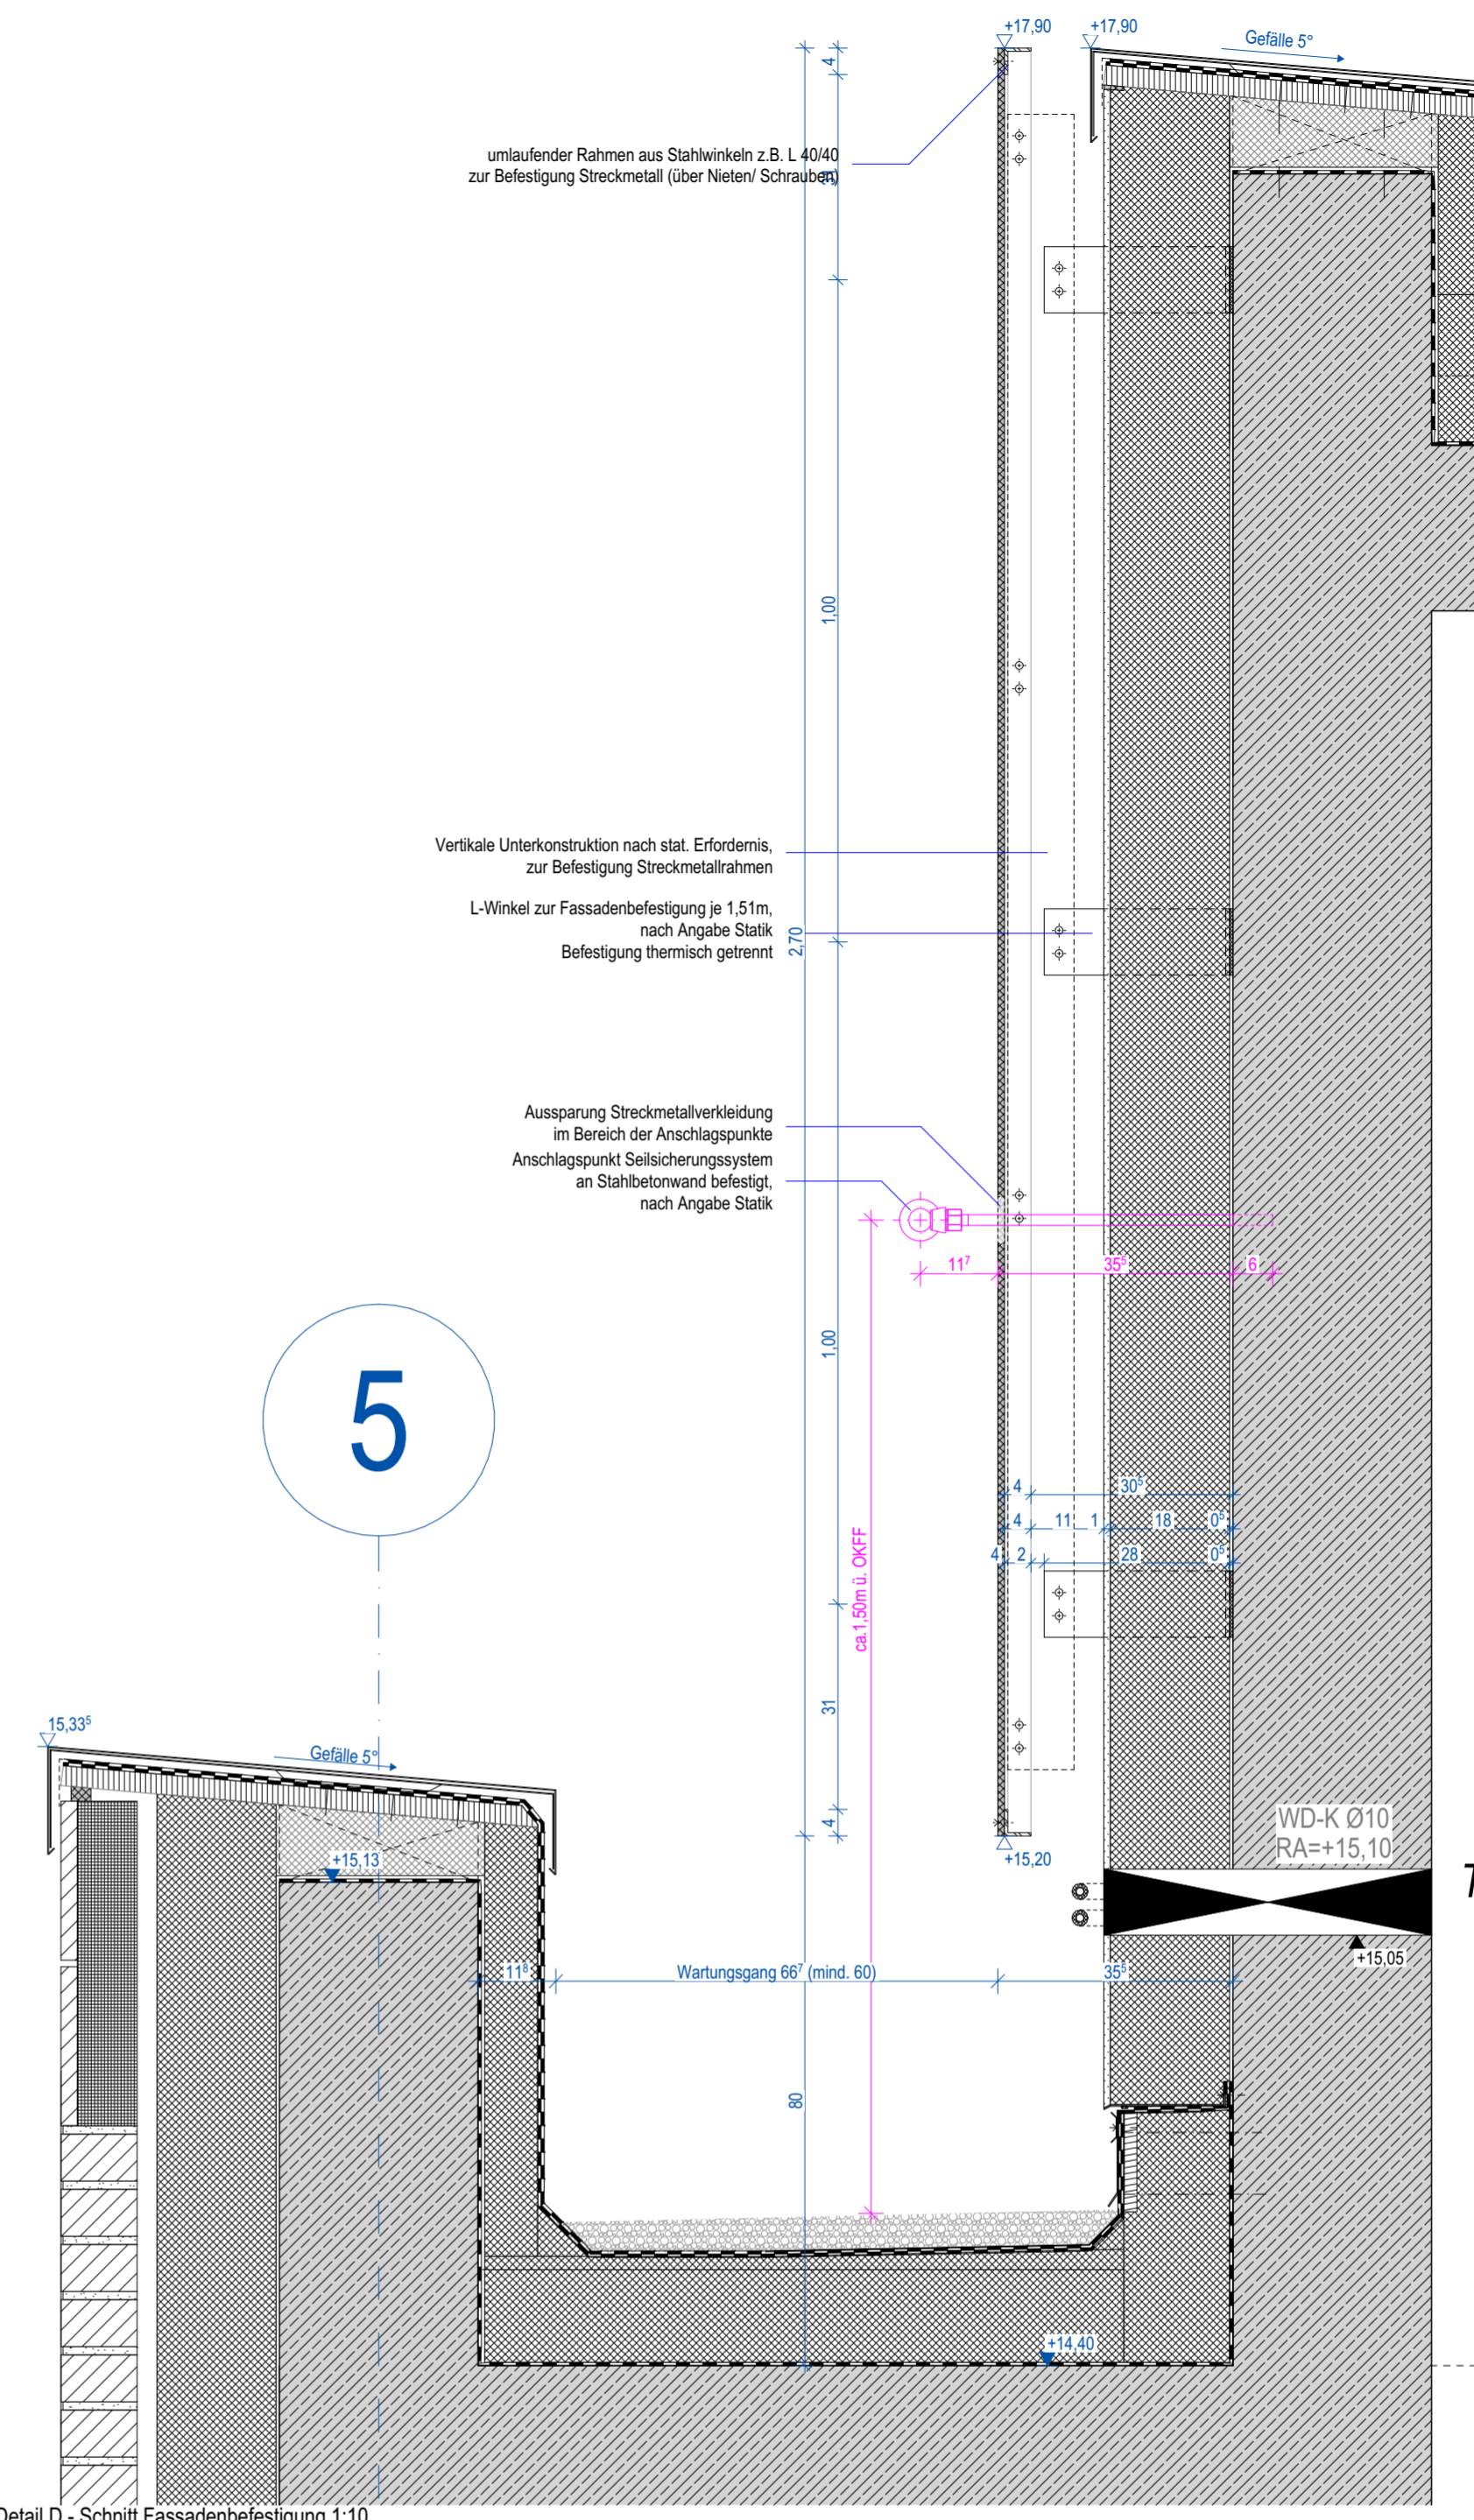 +17,90
+17,90
Gefälle 5°
4
umlaufender Rahmen aus Stahlwinkeln z.B. L 40/40
zur Befestigung Streckmetall (über Nieten/ Schrauben)
31
1,00
Vertikale Unterkonstruktion nach stat. Erfordernis,
zur Befestigung Streckmetallrahmen
L-Winkel zur Fassadenbefestigung je 1,51m,
nach Angabe Statik
Befestigung thermisch getrennt
2,70
Aussparung Streckmetallverkleidung
im Bereich der Anschlagspunkte
Anschlagspunkt Seilsicherungssystem
an Stahlbetonwand befestigt,
nach Angabe Statik
11⁷ 35⁵ 6
1,00
5
4 30⁵
4 11 1 18 0⁵
4 2 28 0⁵
ca.1,50m ü. OKFF
31
15,33⁵
Gefälle 5°
4
WD-K Ø10
RA=+15,10
+15,13
+15,20
+15,05
11⁸ Wartungsgang 66⁷ (mind. 60) 35⁵
80
+14,40
Detail D - Schnitt Fassadenbefestigung 1:10